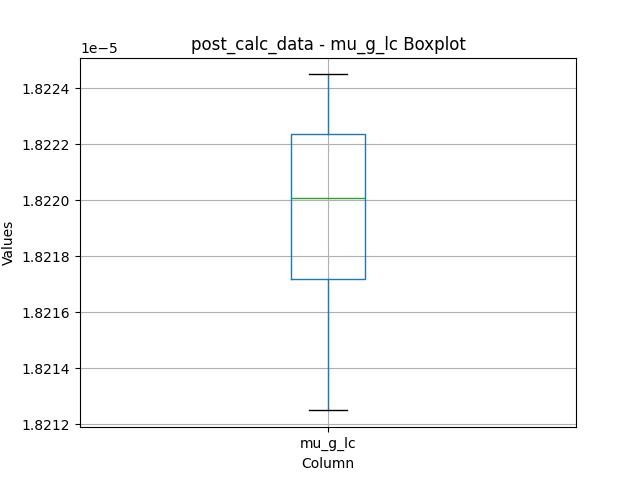 post_calc_data - mu_g_lc Boxplot
1e−5
1.8224
1.8222
1.8220
1.8218
1.8216
1.8214
1.8212
Values
mu_g_lc
Column